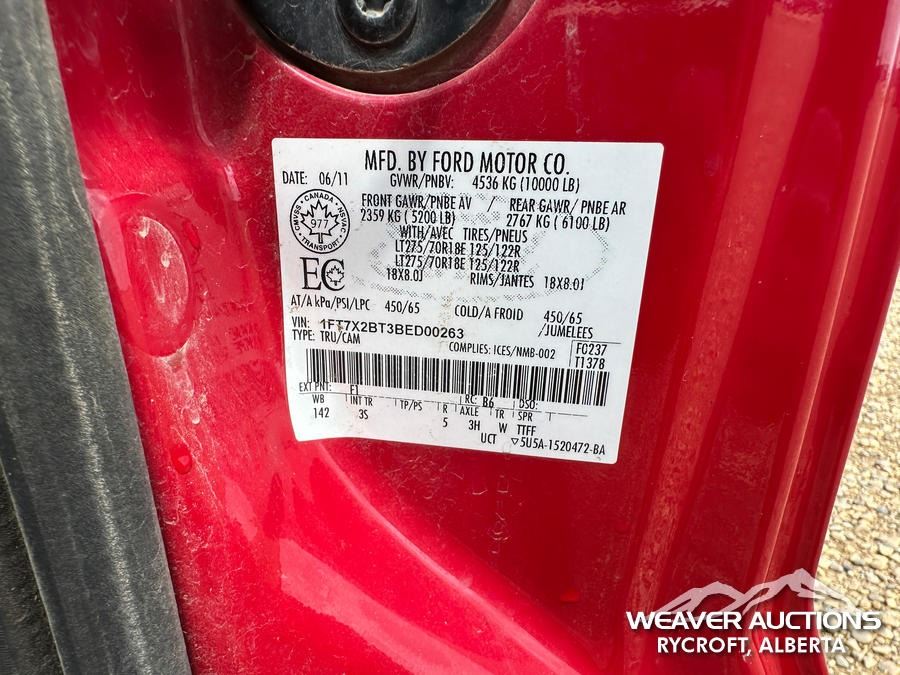 MFD. BY FORD MOTOR CO.
DATE: 06/11 GVWR/PNBV: 4536 KG (10000 LB)
FRONT GAWR/PNBE AV / REAR GAWR/ PNBE AR
2359 KG ( 5200 LB) 2767 KG ( 6100 LB)
WITH/AVEC TIRES/PNEUS
LT275/70R18E 125/122R
LT275/70R18E 125/122R
18X8.0J RIMS/JANTES 18X8.0J
CMVSS • CANADA • NSVAC
977
• TRANSPORT •
EC
AT/A kPa/PSI/LPC 450/65 COLD/A FROID 450/65
/JUMELEES
VIN: 1FT7X2BT3BED00263
TYPE: TRU/CAM
COMPLIES: ICES/NMB-002 FC237
T1378
EXT PNT: F1 RC: B6 DSO:
WB INT TR TP/PS R AXLE TR SPR
142 3S 5 3H W TTFF
UCT ▽5U5A-1520472-BA
WEAVER AUCTIONS
RYCROFT, ALBERTA